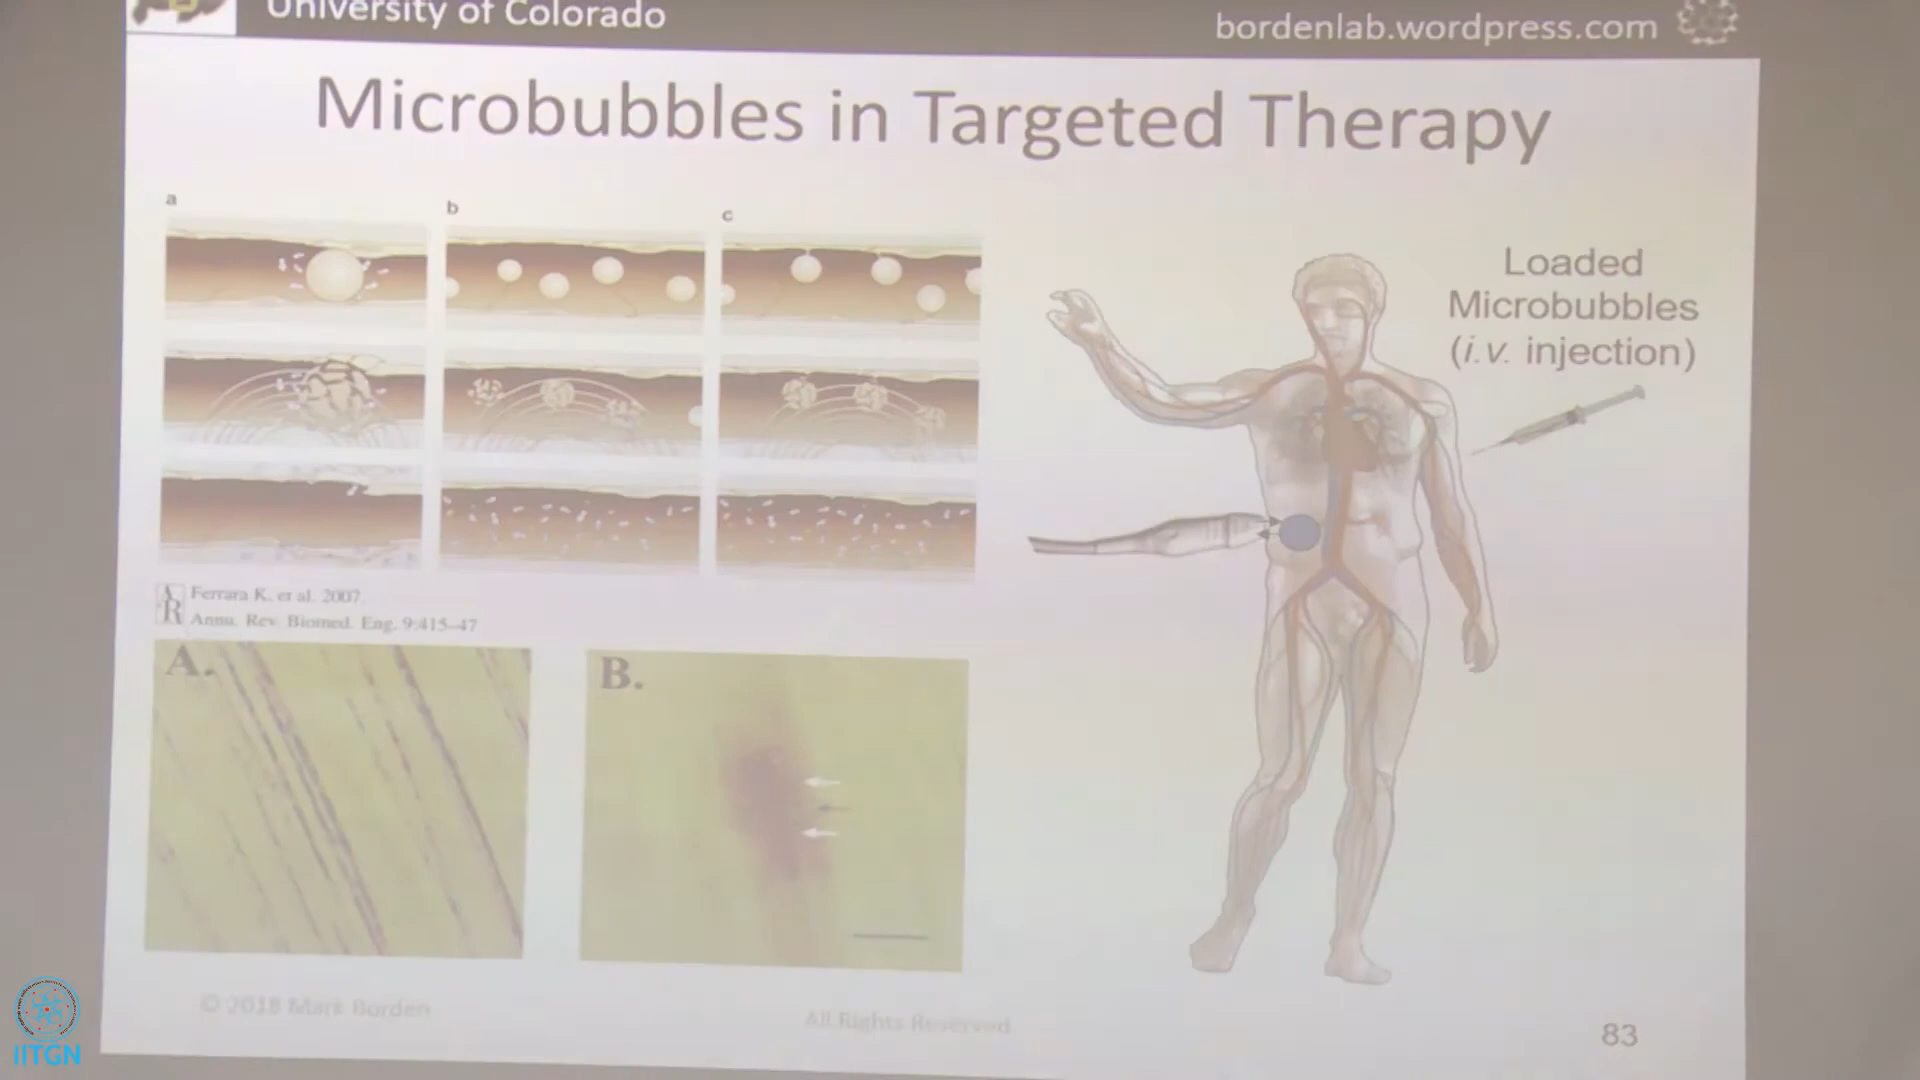 University of Colorado
bordenlab.wordpress.com
Microbubbles in Targeted Therapy
a
b
c
Loaded
Microbubbles
(i.v. injection)
AR Ferrara K, et al. 2007.
Annu. Rev. Biomed. Eng. 9:415–47
A.
B.
© 2018 Mark Borden
All Rights Reserved
83
IITGN